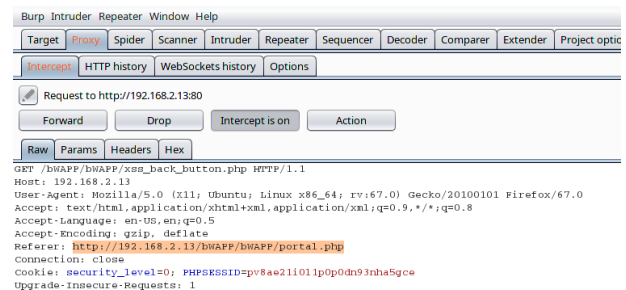 Burp Intruder Repeater Window Help
Target Proxy Spider Scanner Intruder Repeater Sequencer Decoder Comparer Extender Project optio
Intercept HTTP history WebSockets history Options
Request to http://192.168.2.13:80
Forward Drop Intercept is on Action
Raw Params Headers Hex
GET /bWAPP/bWAPP/xss_back_button.php HTTP/1.1
Host: 192.168.2.13
User-Agent: Mozilla/5.0 (X11; Ubuntu; Linux x86_64; rv:67.0) Gecko/20100101 Firefox/67.0
Accept: text/html,application/xhtml+xml,application/xml;q=0.9,*/*;q=0.8
Accept-Language: en-US,en;q=0.5
Accept-Encoding: gzip, deflate
Referer: http://192.168.2.13/bWAPP/bWAPP/portal.php
Connection: close
Cookie: security_level=0; PHPSESSID=pv8ae21i011p0p0dn93nha5gce
Upgrade-Insecure-Requests: 1